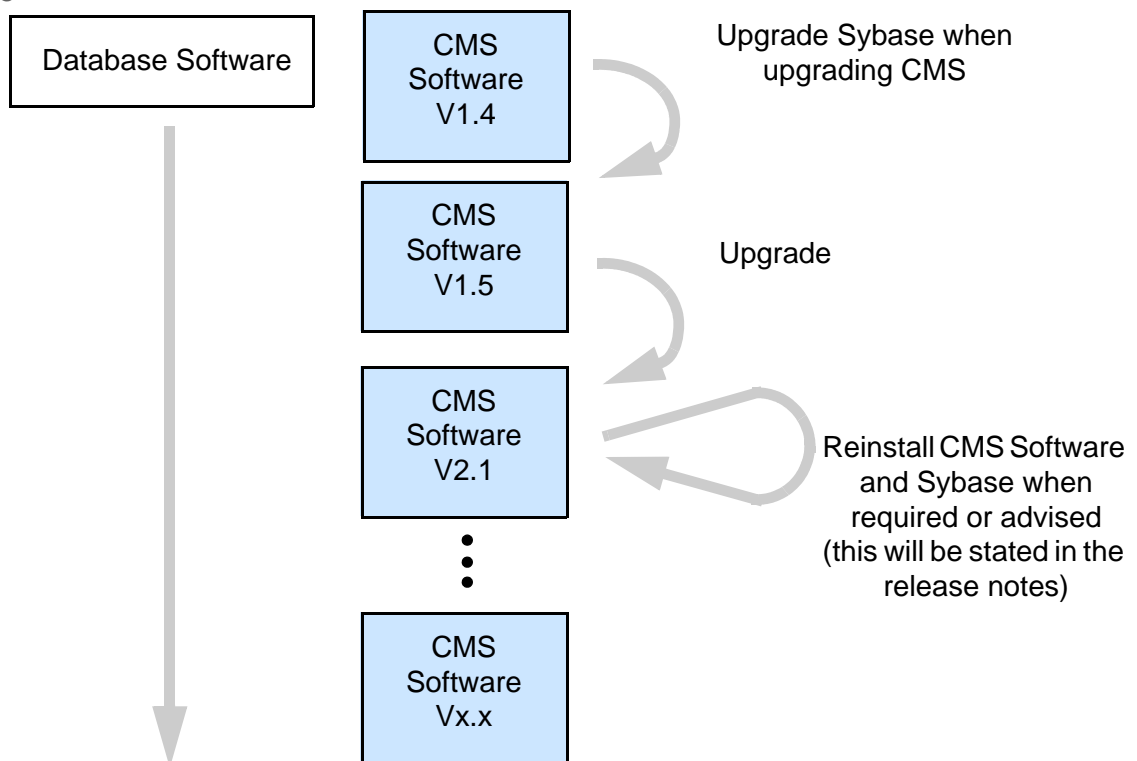 Database Software
CMS
Software
V1.4
Upgrade Sybase when
upgrading CMS
CMS
Software
V1.5
Upgrade
CMS
Software
V2.1
Reinstall CMS Software
and Sybase when
required or advised
(this will be stated in the
release notes)
CMS
Software
Vx.x